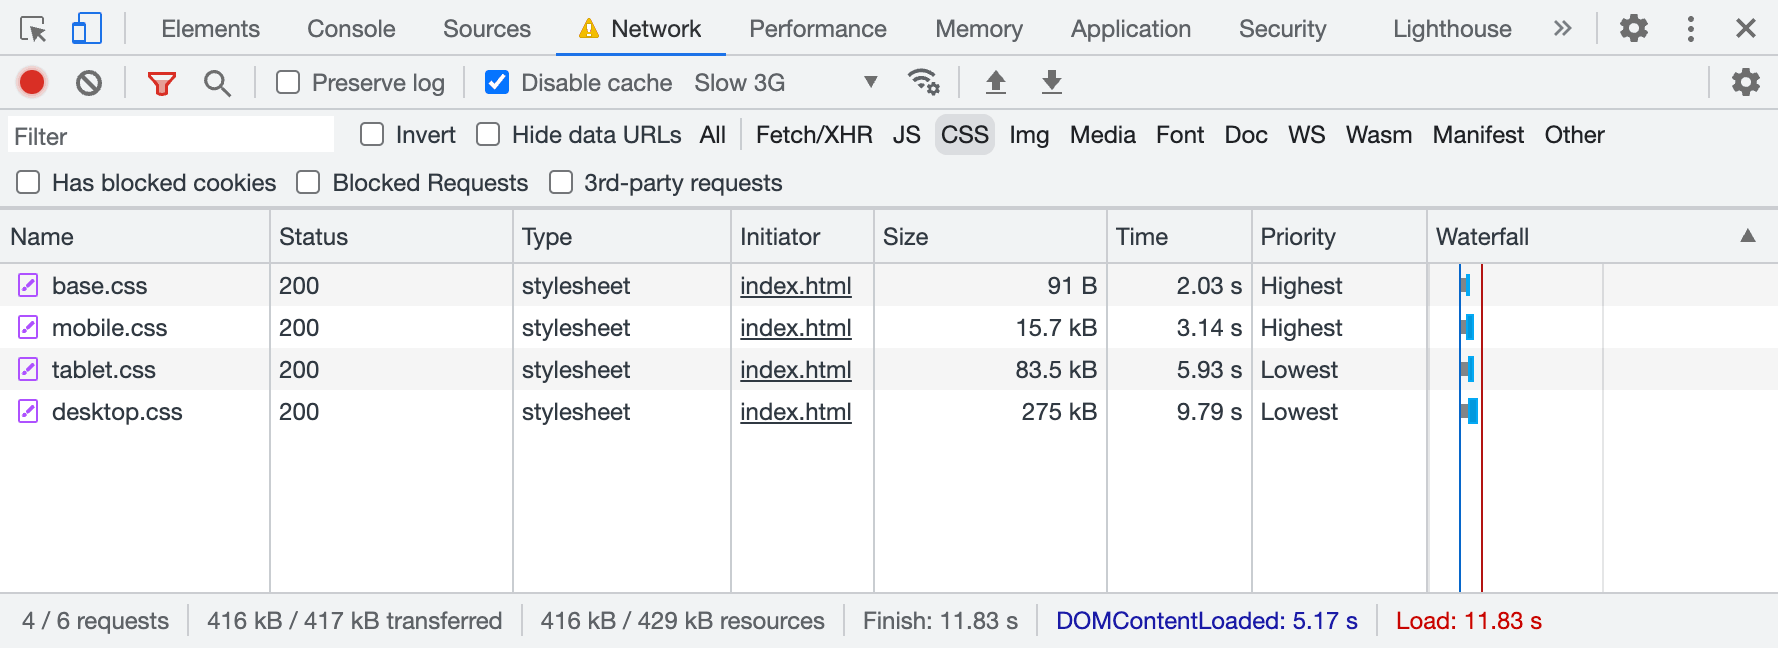 Elements Console Sources Network Performance Memory Application Security Lighthouse
Preserve log Disable cache Slow 3G
Filter Invert Hide data URLs All Fetch/XHR JS CSS Img Media Font Doc WS Wasm Manifest Other
Has blocked cookies Blocked Requests 3rd-party requests
Name Status Type Initiator Size Time Priority Waterfall
base.css 200 stylesheet index.html 91 B 2.03 s Highest
mobile.css 200 stylesheet index.html 15.7 kB 3.14 s Highest
tablet.css 200 stylesheet index.html 83.5 kB 5.93 s Lowest
desktop.css 200 stylesheet index.html 275 kB 9.79 s Lowest
4 / 6 requests 416 kB / 417 kB transferred 416 kB / 429 kB resources Finish: 11.83 s DOMContentLoaded: 5.17 s Load: 11.83 s